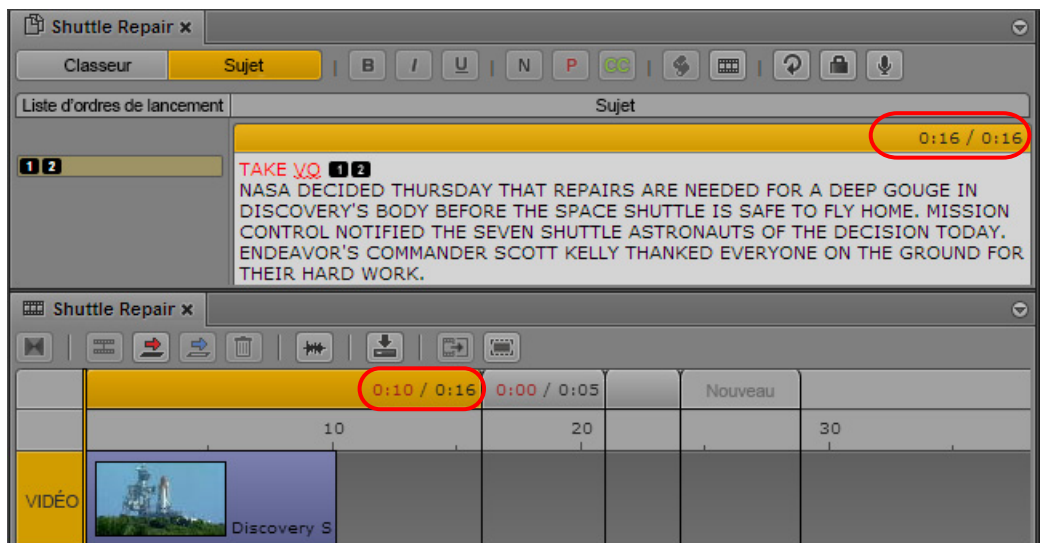 Shuttle Repair
Classeur Sujet B I U N P CC
Liste d'ordres de lancement Sujet
0:16 / 0:16
1 2
TAKE VO 1 2
NASA DECIDED THURSDAY THAT REPAIRS ARE NEEDED FOR A DEEP GOUGE IN
DISCOVERY'S BODY BEFORE THE SPACE SHUTTLE IS SAFE TO FLY HOME. MISSION
CONTROL NOTIFIED THE SEVEN SHUTTLE ASTRONAUTS OF THE DECISION TODAY.
ENDEAVOR'S COMMANDER SCOTT KELLY THANKED EVERYONE ON THE GROUND FOR
THEIR HARD WORK.
Shuttle Repair
0:10 / 0:16 0:00 / 0:05 Nouveau
10 20 30
VIDÉO
Discovery S